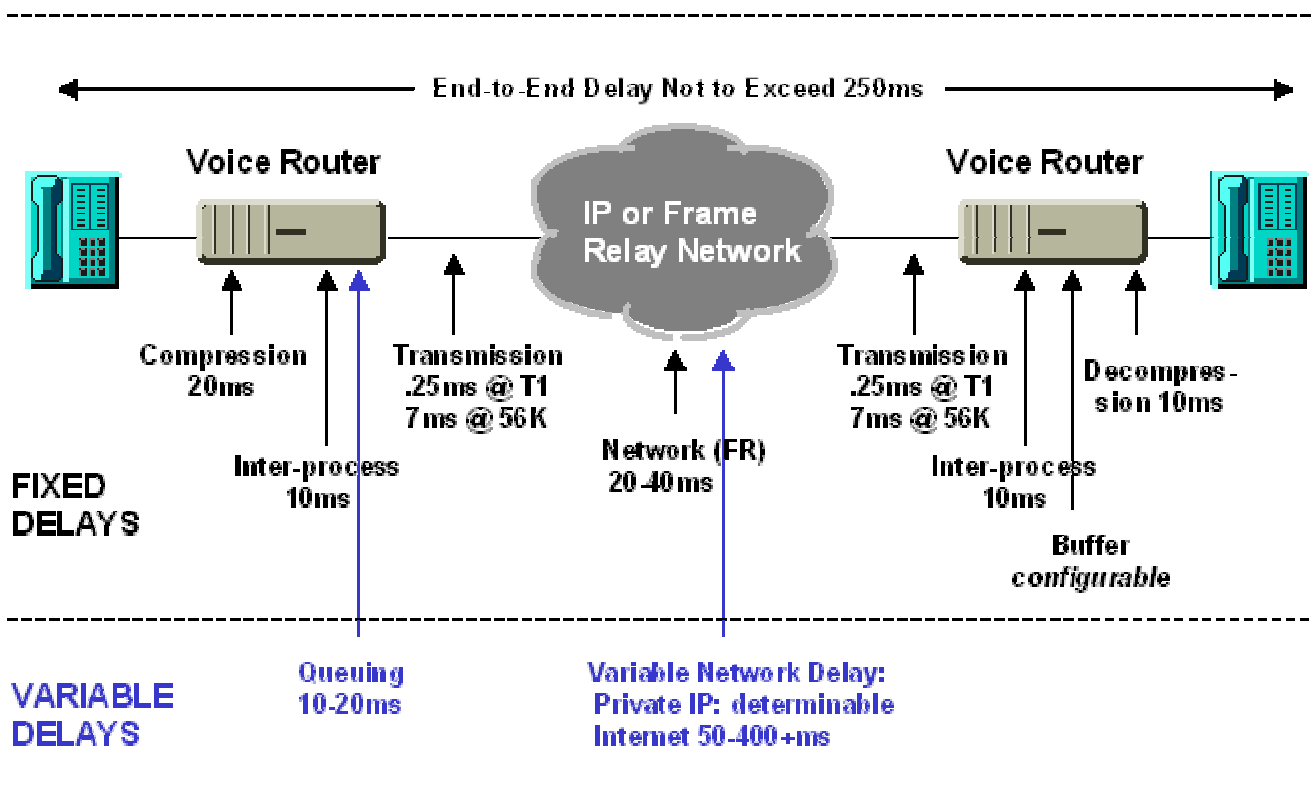 End-to-End Delay Not to Exceed 250ms
Voice Router
Voice Router
IP or Frame
Relay Network
Compression
20ms
Transmission
.25ms @ T1
7ms @ 56K
Transmission
.25ms @ T1
7ms @ 56K
Decompres-
sion 10ms
Inter-process
10ms
Network (FR)
20-40ms
Inter-process
10ms
FIXED
DELAYS
Buffer
configurable
VARIABLE
DELAYS
Queuing
10-20ms
Variable Network Delay:
Private IP: determinable
Internet 50-400+ms